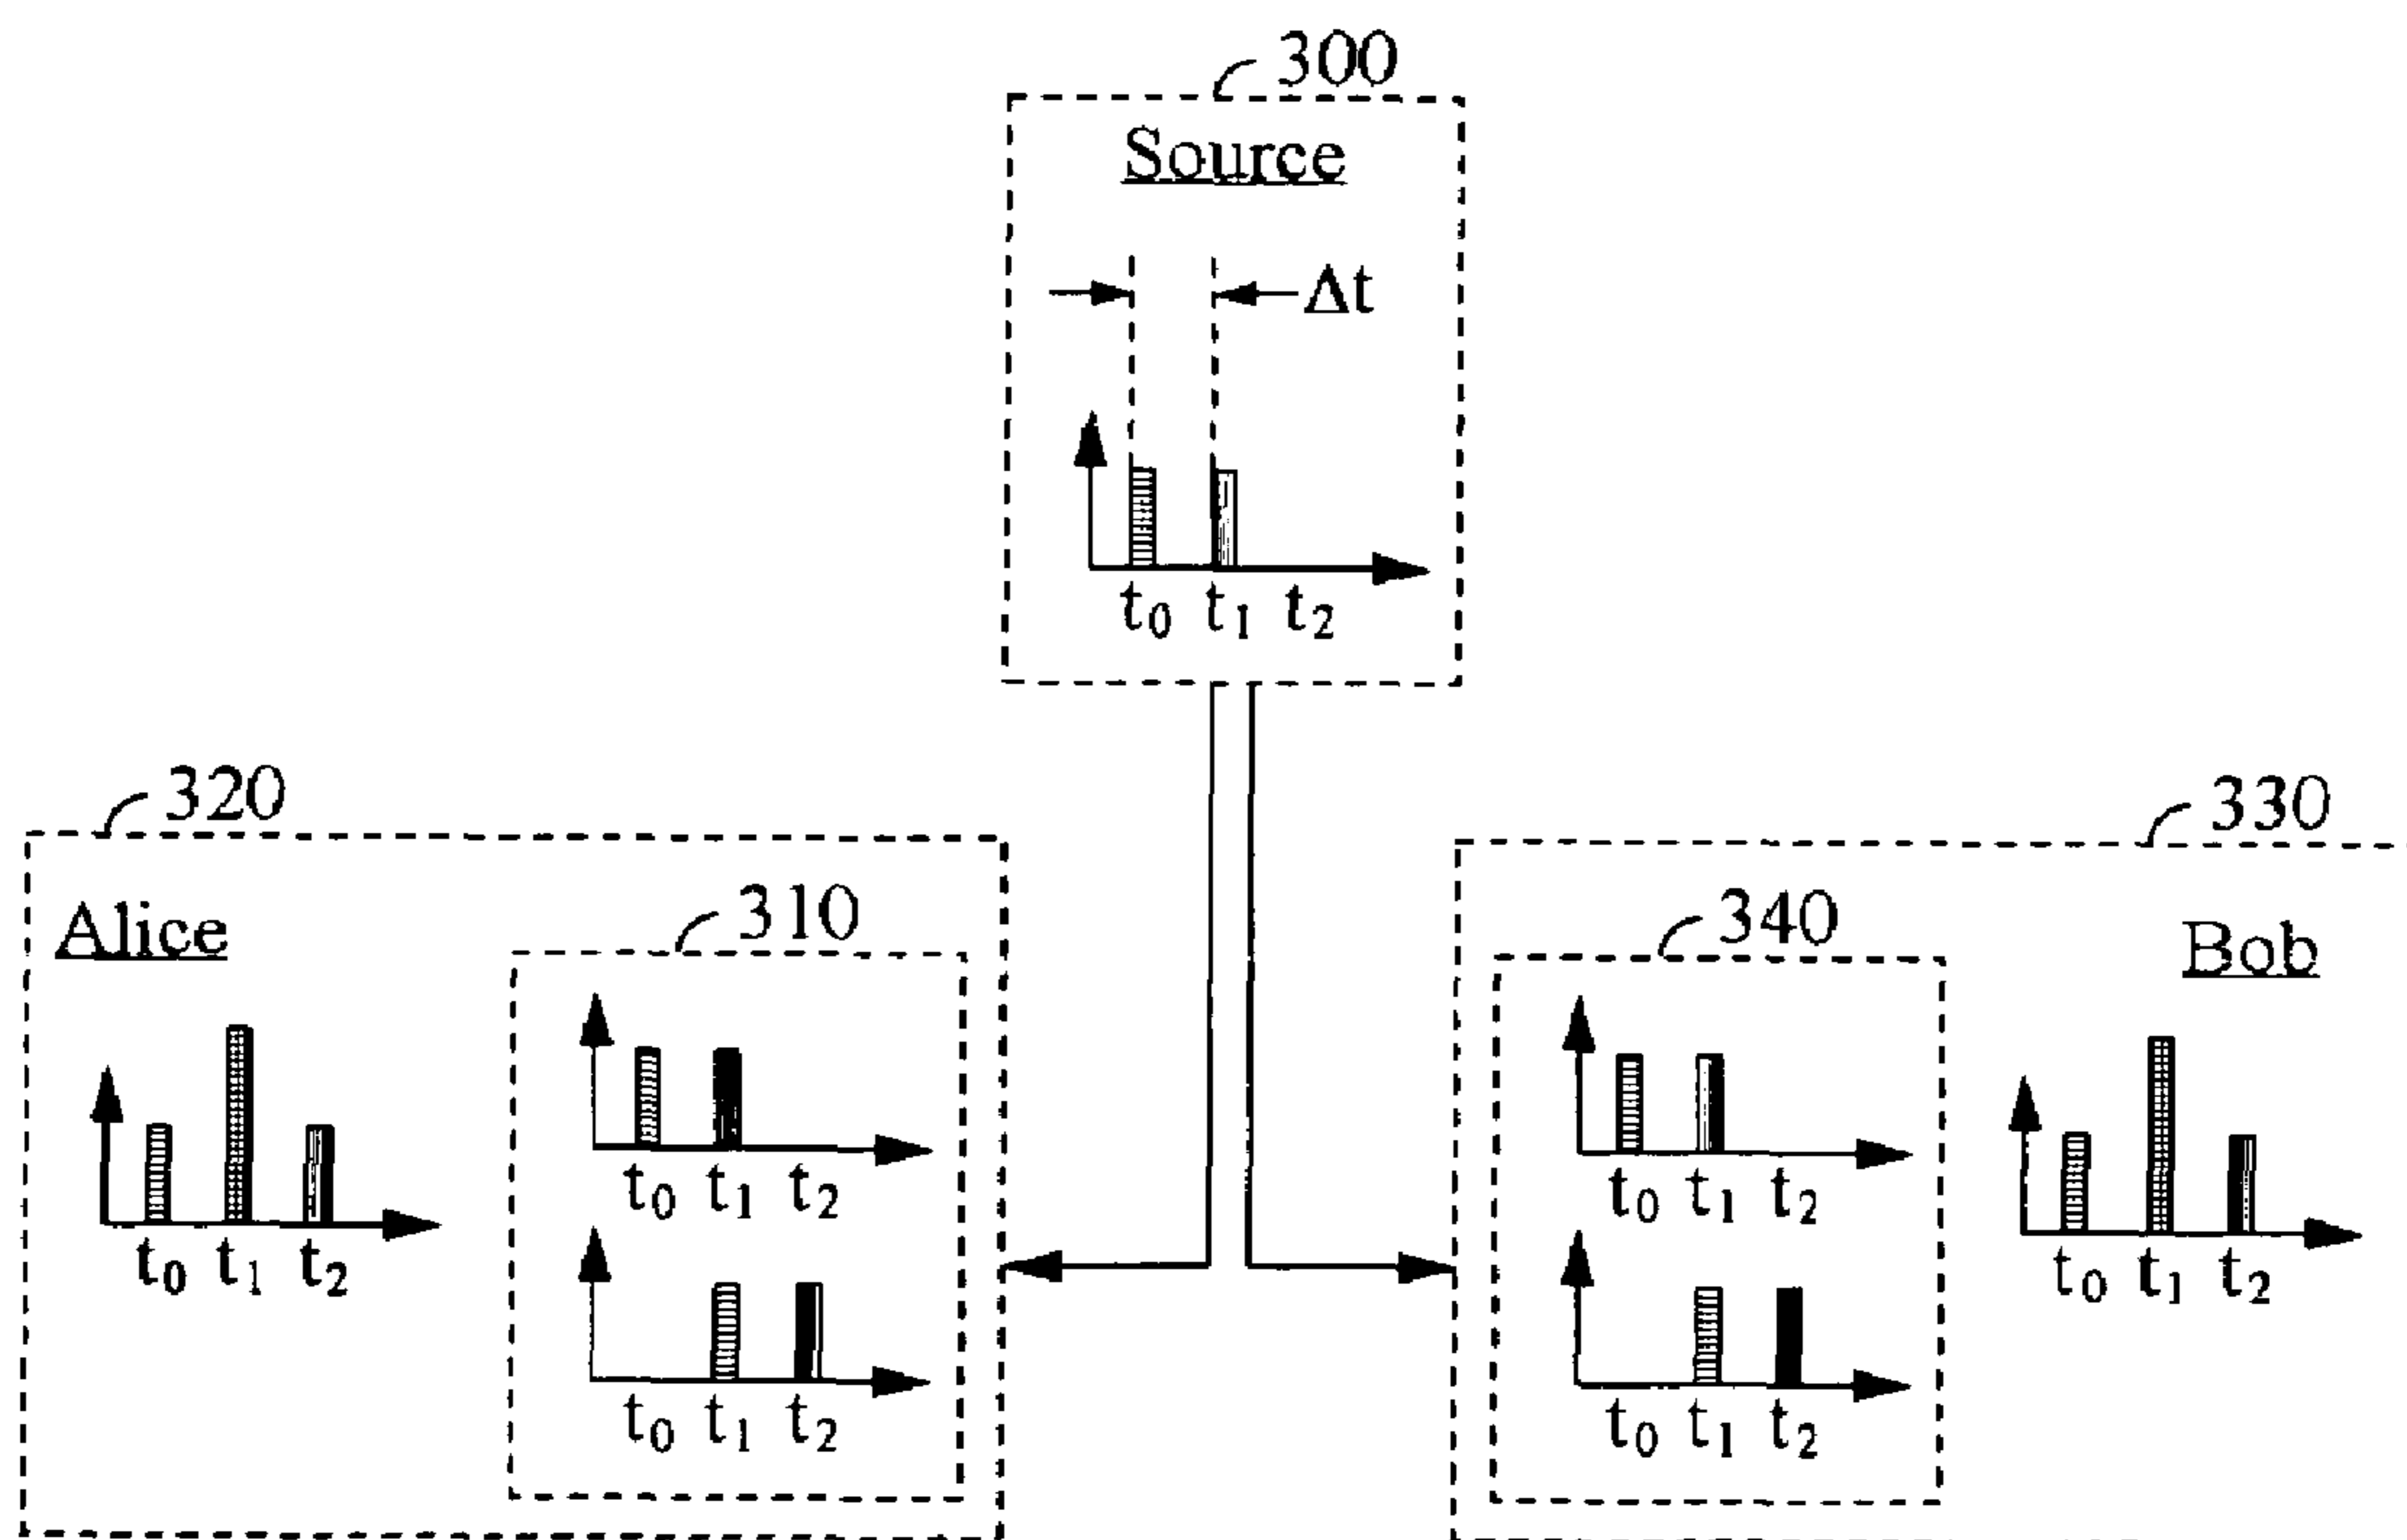 300
Source
Δt
t₀ t₁ t₂
320
Alice
310
t₀ t₁ t₂
t₀ t₁ t₂
t₀ t₁ t₂
330
340
Bob
t₀ t₁ t₂
t₀ t₁ t₂
t₀ t₁ t₂